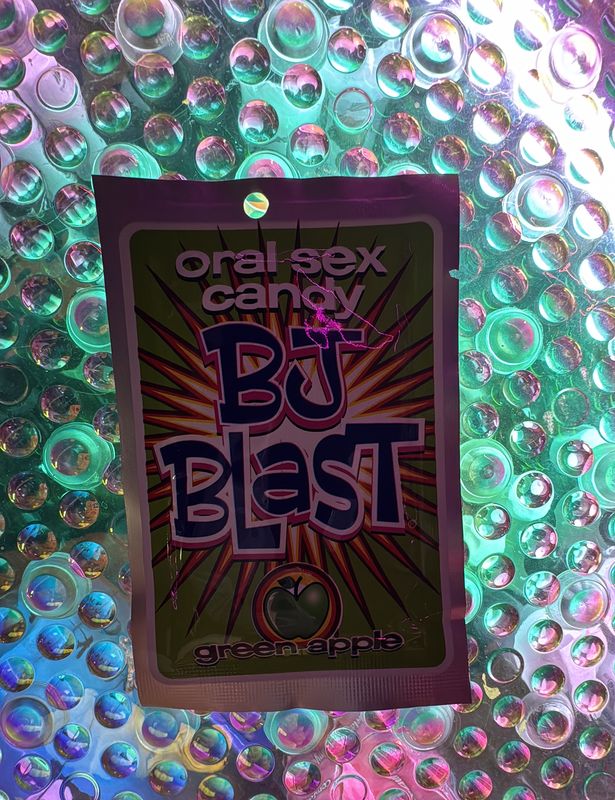 oral sex
candy
BJ
BLaST
green apple